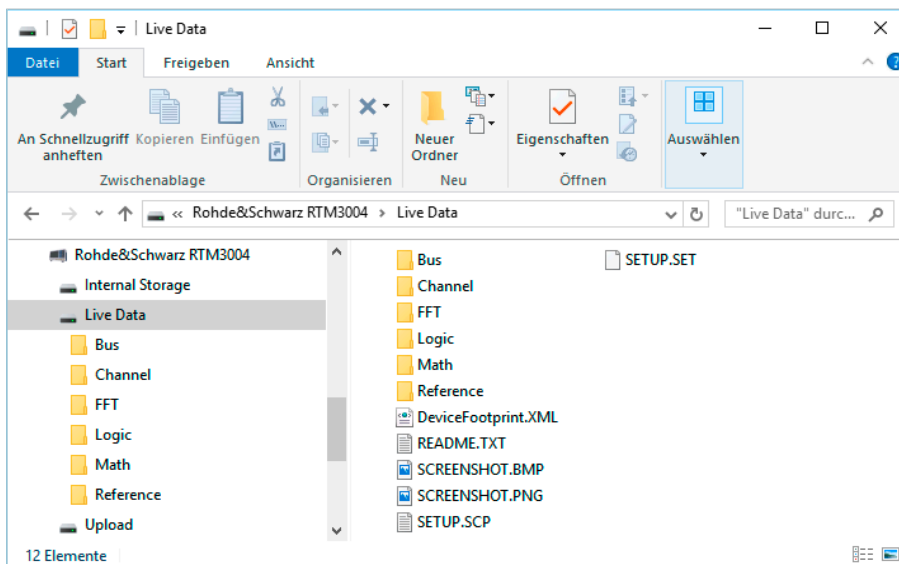 Live Data
Datei Start Freigeben Ansicht
An Schnellzugriff anheften
Kopieren
Einfügen
Neuer Ordner
Eigenschaften
Auswählen
Zwischenablage Organisieren Neu Öffnen
« Rohde&Schwarz RTM3004 > Live Data
"Live Data" durc...
Rohde&Schwarz RTM3004
Internal Storage
Live Data
Bus
Channel
FFT
Logic
Math
Reference
Upload
Bus
Channel
FFT
Logic
Math
Reference
DeviceFootprint.XML
README.TXT
SCREENSHOT.BMP
SCREENSHOT.PNG
SETUP.SCP
SETUP.SET
12 Elemente